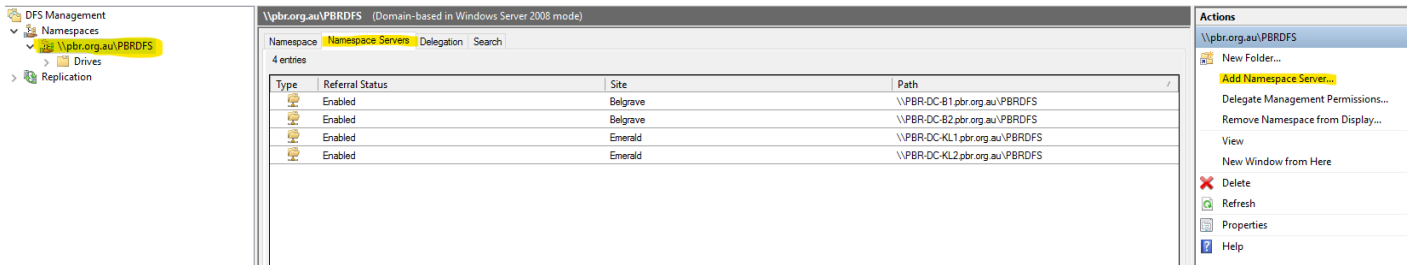 DFS Management
Namespaces
\\pbr.org.au\PBRDFS
Drives
Replication
\\pbr.org.au\PBRDFS (Domain-based in Windows Server 2008 mode)
Namespace Namespace Servers Delegation Search
4 entries
Type Referral Status Site Path
Enabled Belgrave \\PBR-DC-B1.pbr.org.au\PBRDFS
Enabled Belgrave \\PBR-DC-B2.pbr.org.au\PBRDFS
Enabled Emerald \\PBR-DC-KL1.pbr.org.au\PBRDFS
Enabled Emerald \\PBR-DC-KL2.pbr.org.au\PBRDFS
Actions
\\pbr.org.au\PBRDFS
New Folder...
Add Namespace Server...
Delegate Management Permissions...
Remove Namespace from Display...
View
New Window from Here
Delete
Refresh
Properties
Help